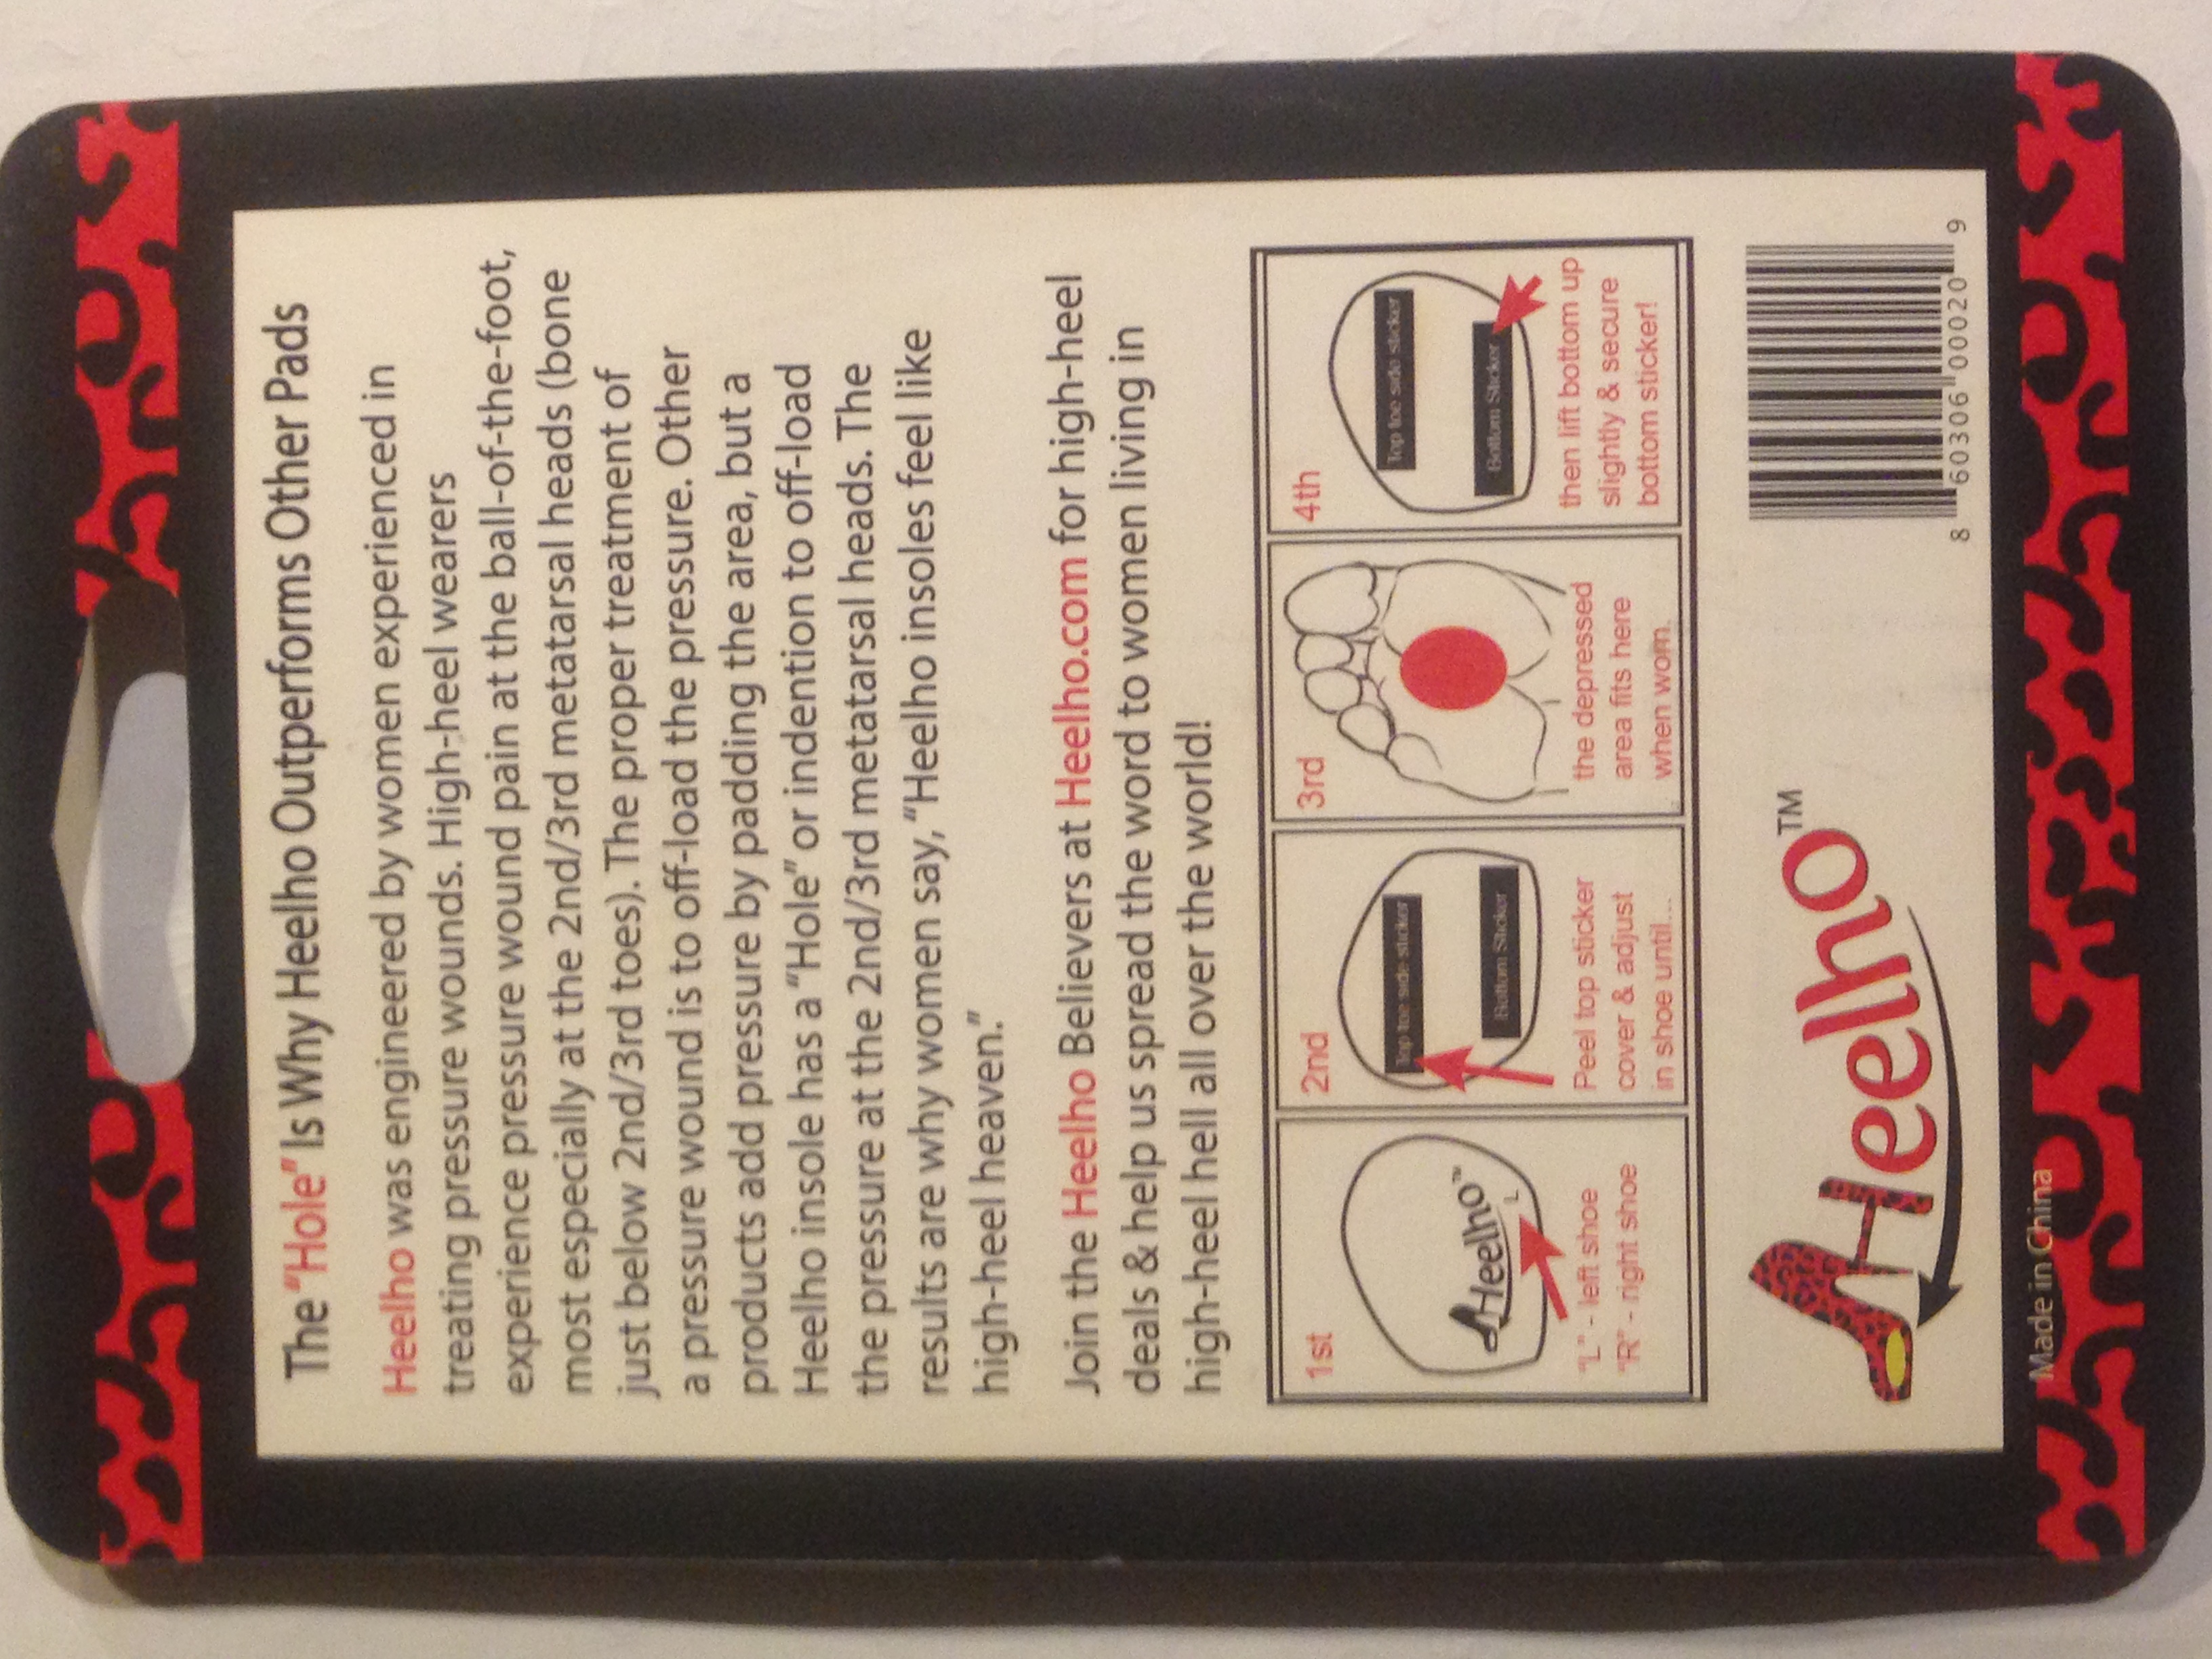 The "Hole" Is Why Heelho Outperforms Other Pads
Heelho was engineered by women experienced in
treating pressure wounds. High-heel wearers
experience pressure wound pain at the ball-of-the-foot,
most especially at the 2nd/3rd metatarsal heads (bone
just below 2nd/3rd toes). The proper treatment of
a pressure wound is to off-load the pressure. Other
products add pressure by padding the area, but a
Heelho insole has a "Hole" or indention to off-load
the pressure at the 2nd/3rd metatarsal heads. The
results are why women say, "Heelho insoles feel like
high-heel heaven."
Join the Heelho Believers at Heelho.com for high-heel
deals & help us spread the word to women living in
high-heel hell all over the world!
1st
Heelho™
L
"L" - left shoe
"R" - right shoe
2nd
Top toe side sticker
Bottom Sticker
Peel top sticker
cover & adjust
in shoe until...
3rd
the depressed
area fits here
when worn.
4th
Top toe side sticker
Bottom Sticker
then lift bottom up
slightly & secure
bottom sticker!
Heelho™
8 60306 00020 9
Made in China